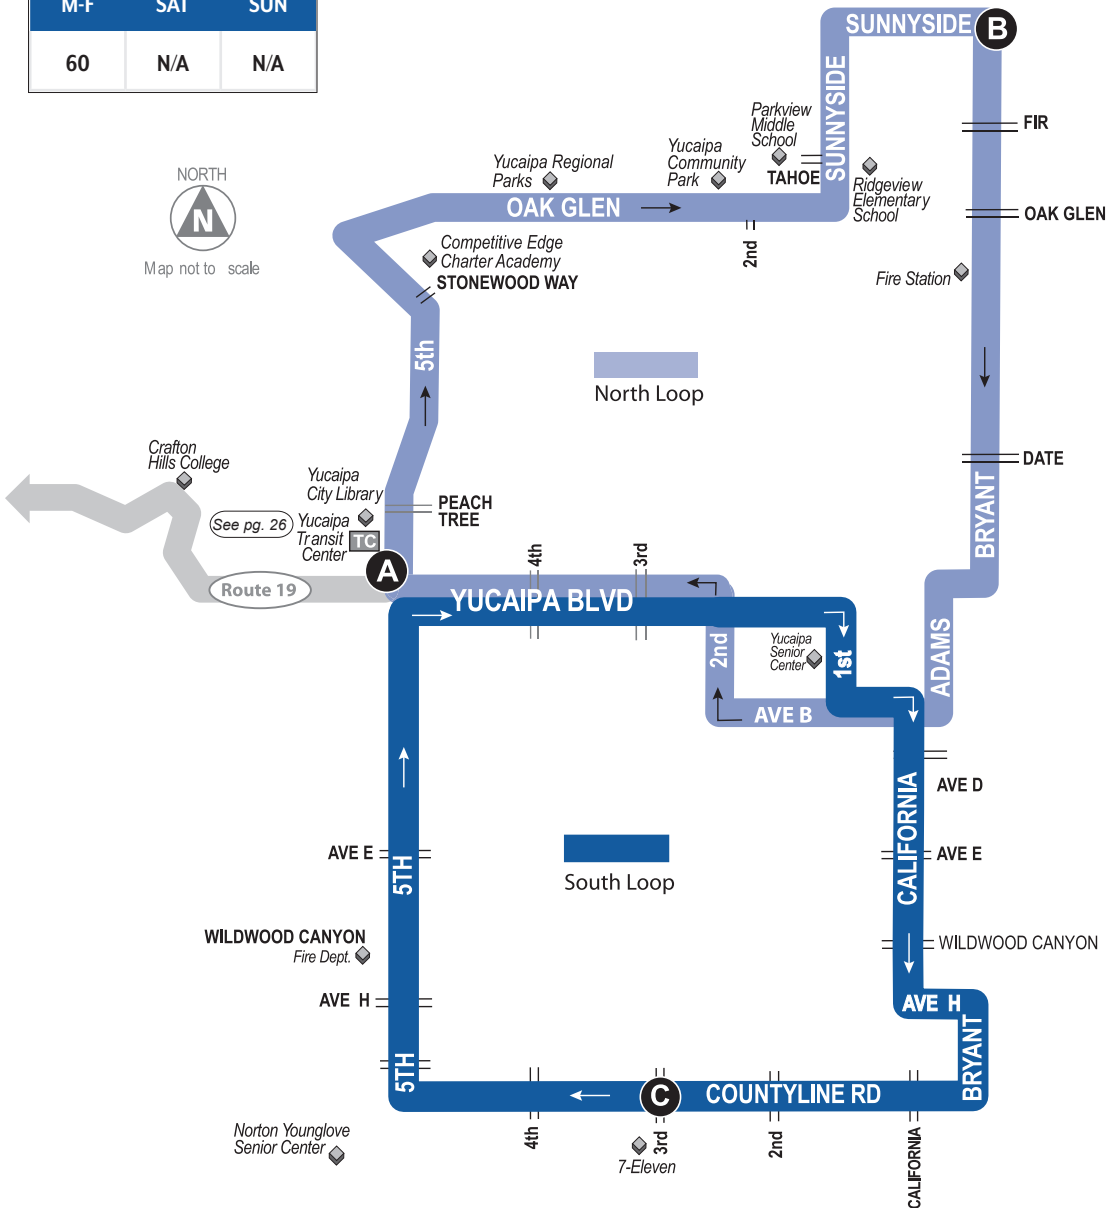 M-F SAT SUN
60 N/A N/A
SUNNYSIDE
B
SUNNYSIDE
FIR
Parkview
Middle
School
TAHOE
Yucaipa
Community
Park
Yucaipa Regional
Parks
Ridgeview
Elementary
School
NORTH
N
Map not to scale
OAK GLEN
OAK GLEN
2nd
Competitive Edge
Charter Academy
STONEWOOD WAY
Fire Station
5th
North Loop
Crafton
Hills College
Yucaipa
City Library
PEACH
TREE
DATE
BRYANT
See pg. 26
Yucaipa
Transit
Center
TC
A
4th
3rd
Route 19
YUCAIPA BLVD
2nd
Yucaipa
Senior
Center
1st
ADAMS
AVE B
AVE D
CALIFORNIA
AVE E
5TH
AVE E
South Loop
WILDWOOD CANYON
Fire Dept.
WILDWOOD CANYON
AVE H
AVE H
BRYANT
5TH
C
COUNTYLINE RD
Norton Younglove
Senior Center
4th
3rd
7-Eleven
2nd
CALIFORNIA